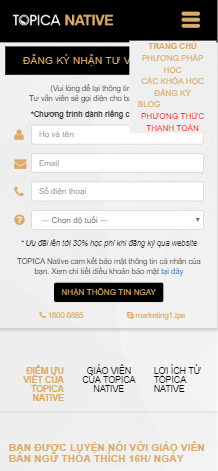 TOPICA NATIVE
ĐĂNG KÝ NHẬN TƯ V
TRANG CHỦ
PHƯƠNG PHÁP HỌC
CÁC KHÓA HỌC
ĐĂNG KÝ
BLOG
PHƯƠNG THỨC THANH TOÁN
(Vui lòng để lại thông ti
Tư vấn viên sẽ gọi điện cho bạ
*Chương trình dành riêng c
Họ và tên
Email
Số điện thoại
--- Chọn độ tuổi ---
* Ưu đãi lên tới 30% học phí khi đăng ký qua website
TOPICA Native cam kết bảo mật thông tin cá nhân của
bạn. Xem chi tiết điều khoản bảo mật tại đây
NHẬN THÔNG TIN NGAY
1800 6885
marketing1.tpe
ĐIỂM ƯU VIỆT CỦA TOPICA NATIVE
GIÁO VIÊN CỦA TOPICA NATIVE
LỢI ÍCH TỪ TOPICA NATIVE
BẠN ĐƯỢC LUYỆN NÓI VỚI GIÁO VIÊN
BẢN NGỮ THỎA THÍCH 16H/ NGÀY